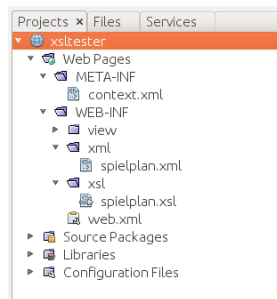 Projects × Files Services
xsltester
Web Pages
META-INF
context.xml
WEB-INF
view
xml
spielplan.xml
xsl
spielplan.xsl
web.xml
Source Packages
Libraries
Configuration Files